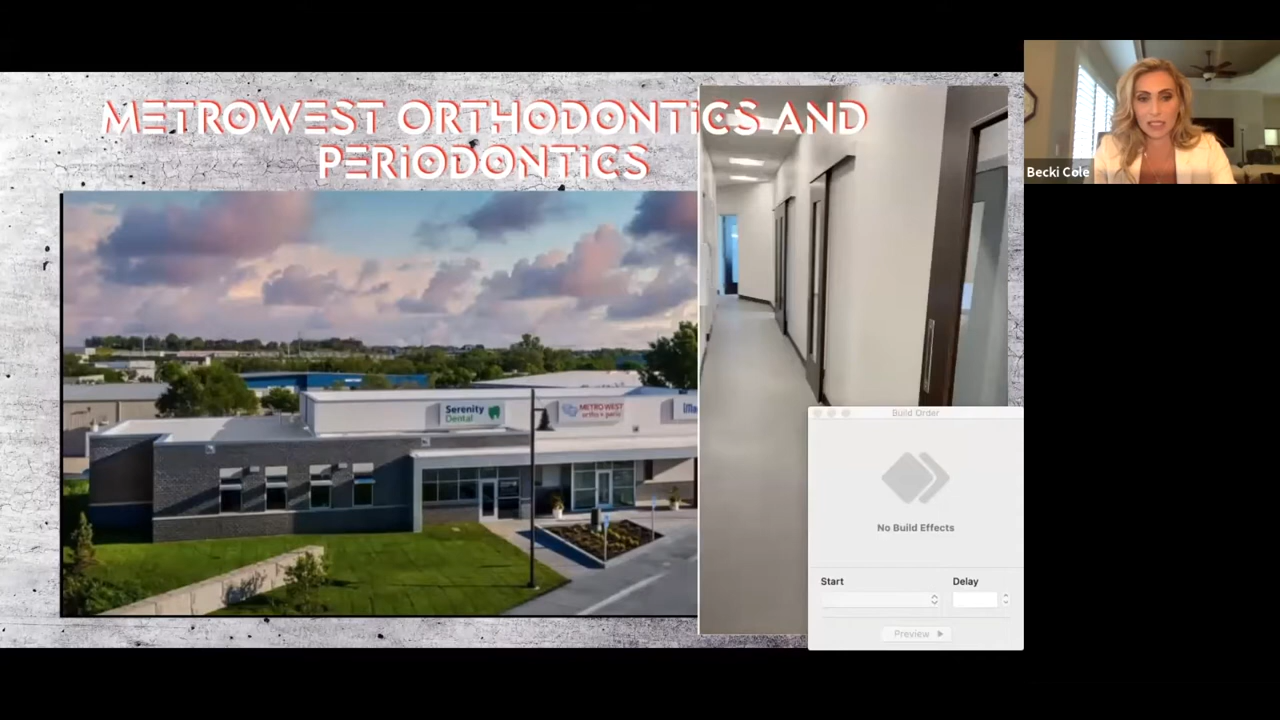 METROWEST ORTHODONTiCS AND
PERiODONTiCS
Becki Cole
Serenity
Dental
METRO WEST
ortho + perio
Build Order
No Build Effects
Start
Delay
Preview